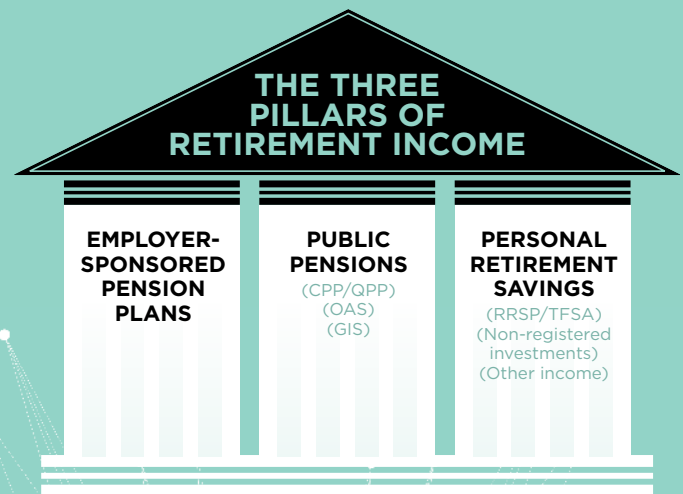 THE THREE
PILLARS OF
RETIREMENT INCOME
EMPLOYER-
SPONSORED
PENSION
PLANS
PUBLIC
PENSIONS
(CPP/QPP)
(OAS)
(GIS)
PERSONAL
RETIREMENT
SAVINGS
(RRSP/TFSA)
(Non-registered
investments)
(Other income)